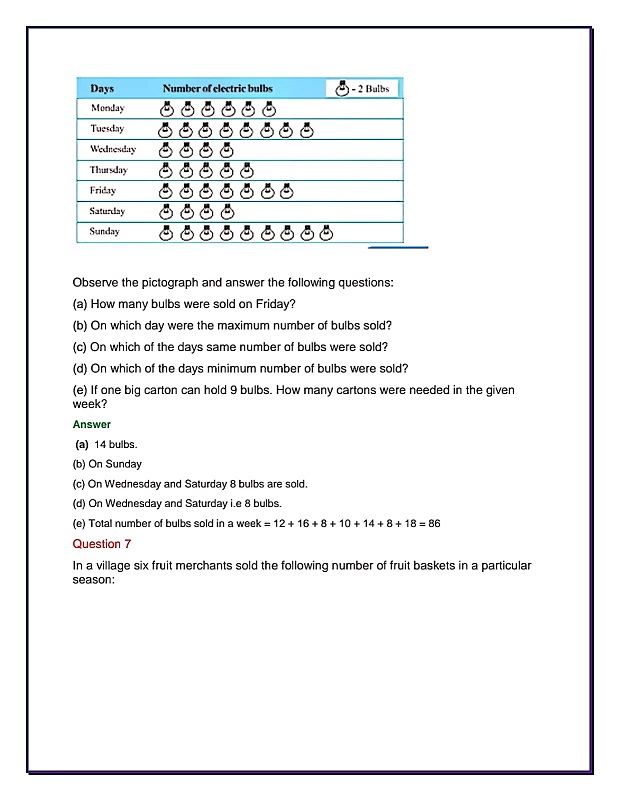 Days Number of electric bulbs - 2 Bulbs
Monday
Tuesday
Wednesday
Thursday
Friday
Saturday
Sunday
Observe the pictograph and answer the following questions:
(a) How many bulbs were sold on Friday?
(b) On which day were the maximum number of bulbs sold?
(c) On which of the days same number of bulbs were sold?
(d) On which of the days minimum number of bulbs were sold?
(e) If one big carton can hold 9 bulbs. How many cartons were needed in the given
week?
Answer
(a) 14 bulbs.
(b) On Sunday
(c) On Wednesday and Saturday 8 bulbs are sold.
(d) On Wednesday and Saturday i.e 8 bulbs.
(e) Total number of bulbs sold in a week = 12 + 16 + 8 + 10 + 14 + 8 + 18 = 86
Question 7
In a village six fruit merchants sold the following number of fruit baskets in a particular
season: